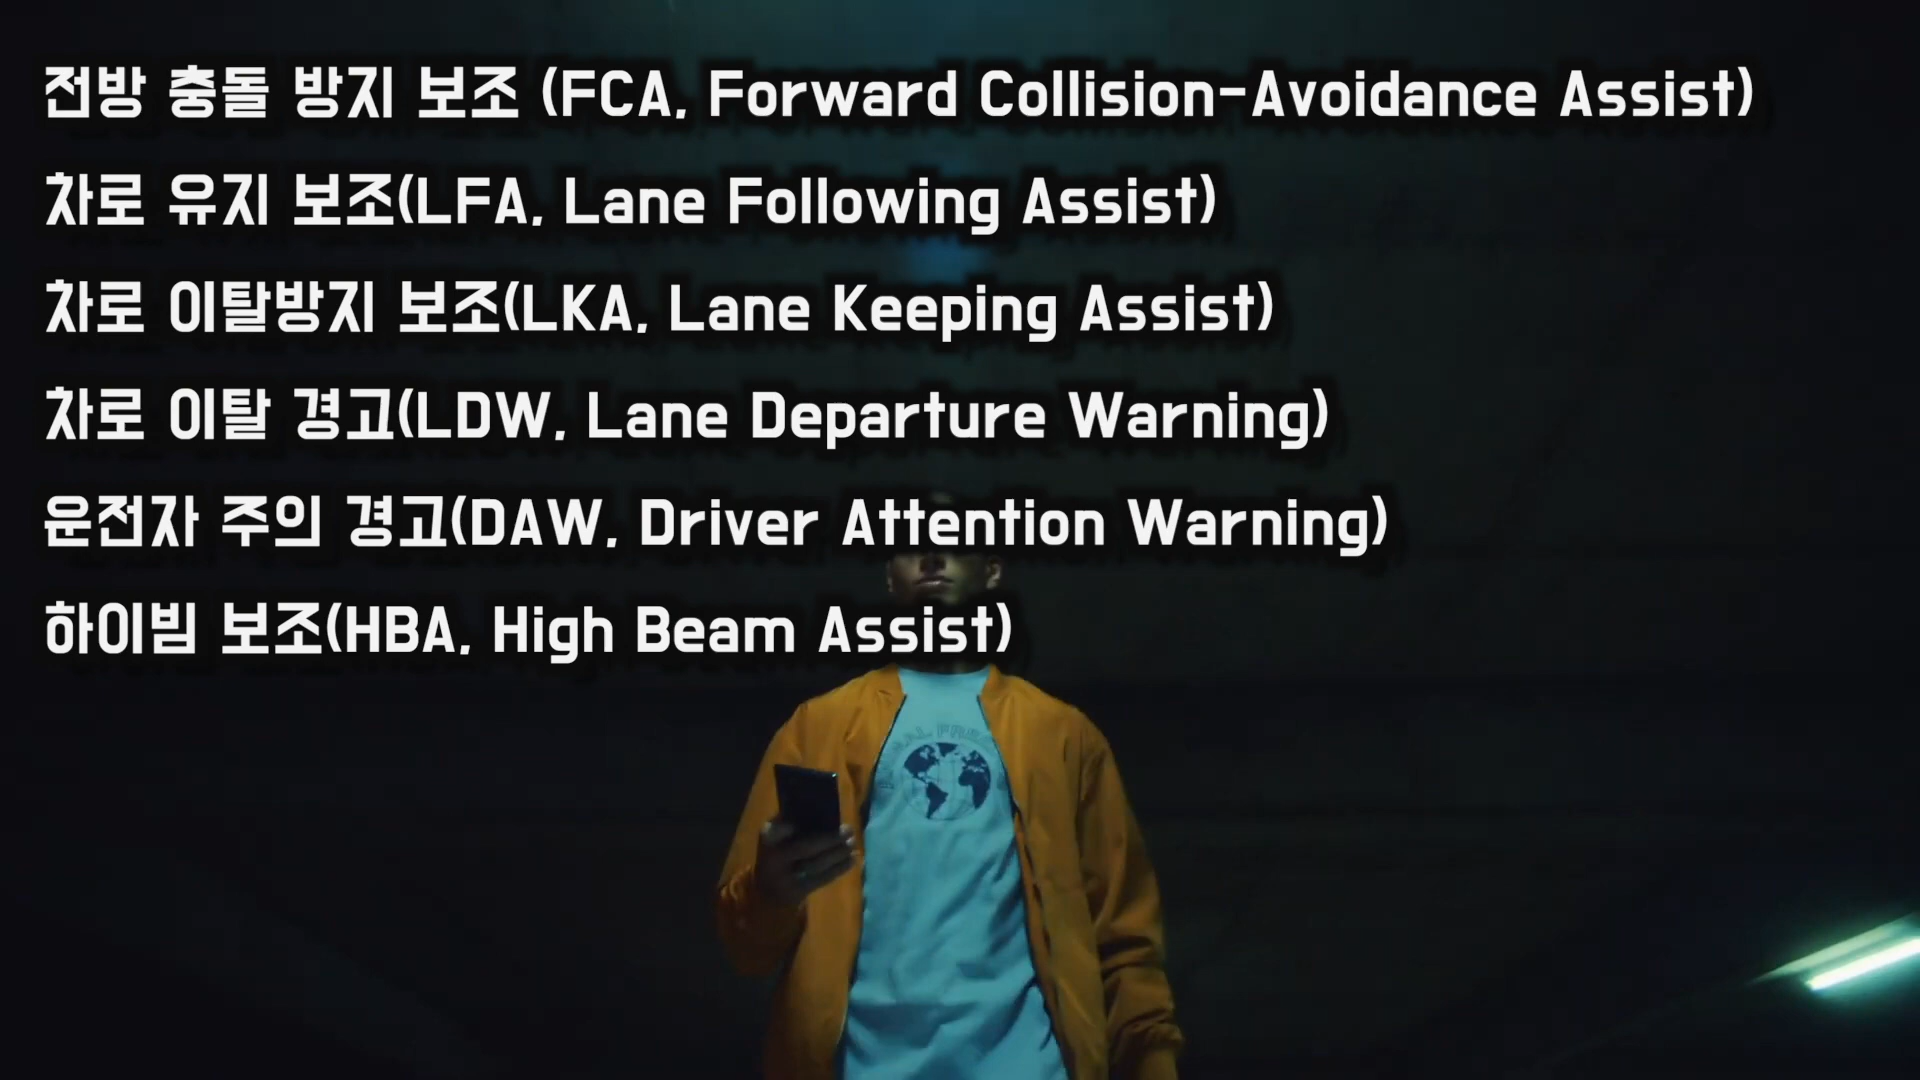 전방 충돌 방지 보조 (FCA, Forward Collision-Avoidance Assist)
차로 유지 보조(LFA, Lane Following Assist)
차로 이탈방지 보조(LKA, Lane Keeping Assist)
차로 이탈 경고(LDW, Lane Departure Warning)
운전자 주의 경고(DAW, Driver Attention Warning)
하이빔 보조(HBA, High Beam Assist)